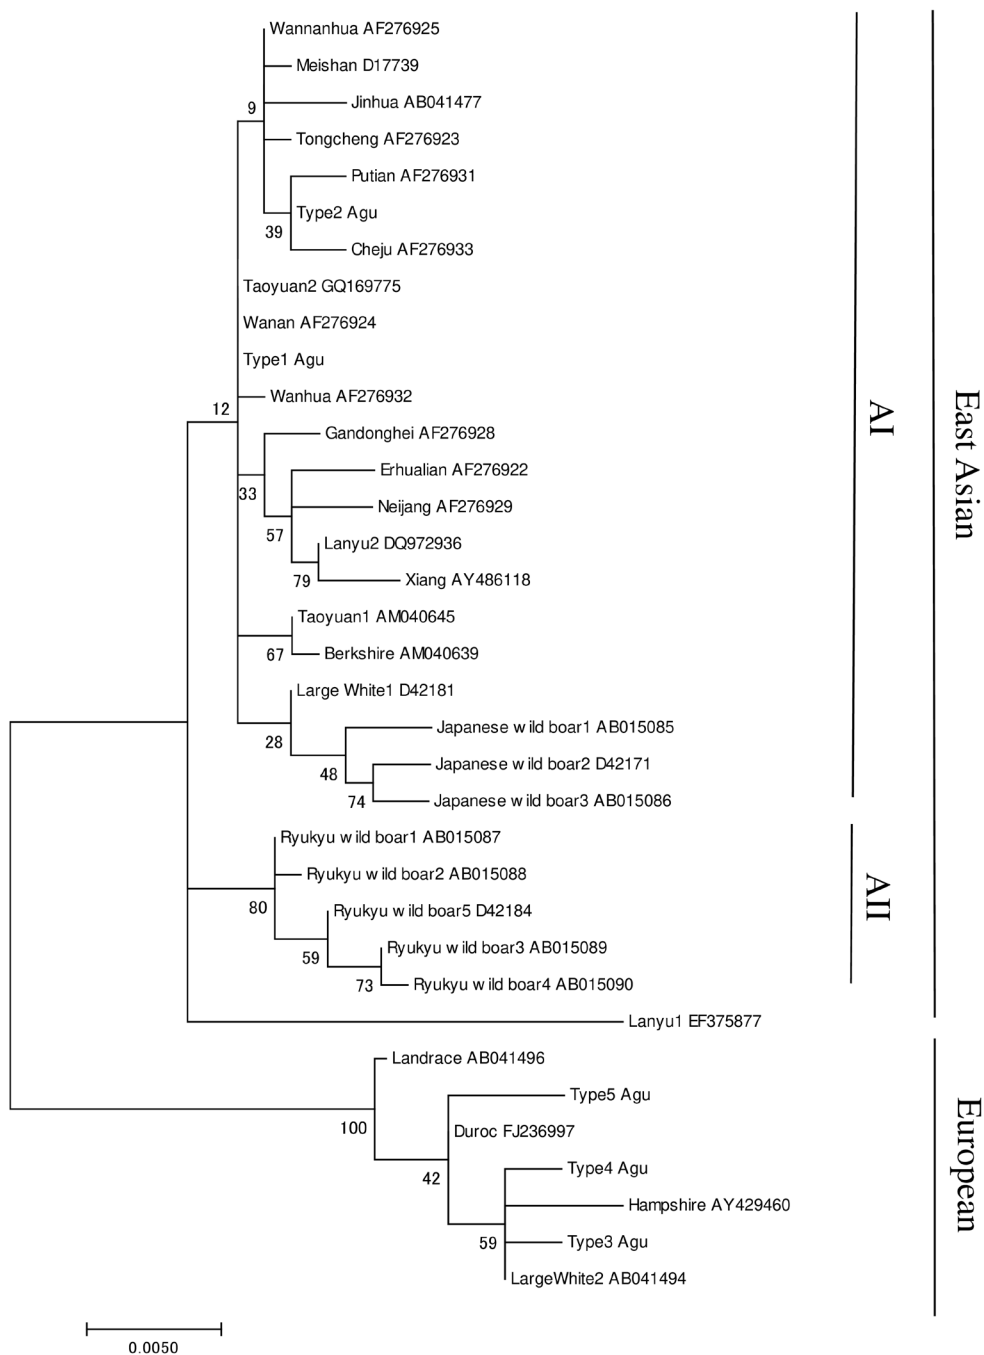 Wannanhua AF276925
Meishan D17739
Jinhua AB041477
9
Tongcheng AF276923
Putian AF276931
Type2 Agu
39
Cheju AF276933
Taoyuan2 GQ169775
Wanan AF276924
Type1 Agu
Wanhua AF276932
12
Gandonghei AF276928
Erhualian AF276922
33
Neijang AF276929
57
Lanyu2 DQ972936
79
Xiang AY486118
Taoyuan1 AM040645
67
Berkshire AM040639
Large White1 D42181
28
Japanese wild boar1 AB015085
48
Japanese wild boar2 D42171
74
Japanese wild boar3 AB015086
Ryukyu wild boar1 AB015087
Ryukyu wild boar2 AB015088
80
Ryukyu wild boar5 D42184
59
Ryukyu wild boar3 AB015089
73
Ryukyu wild boar4 AB015090
Lanyu1 EF375877
Landrace AB041496
Type5 Agu
100
Duroc FJ236997
42
Type4 Agu
Hampshire AY429460
59
Type3 Agu
LargeWhite2 AB041494
0.0050
AI
AII
East Asian
European